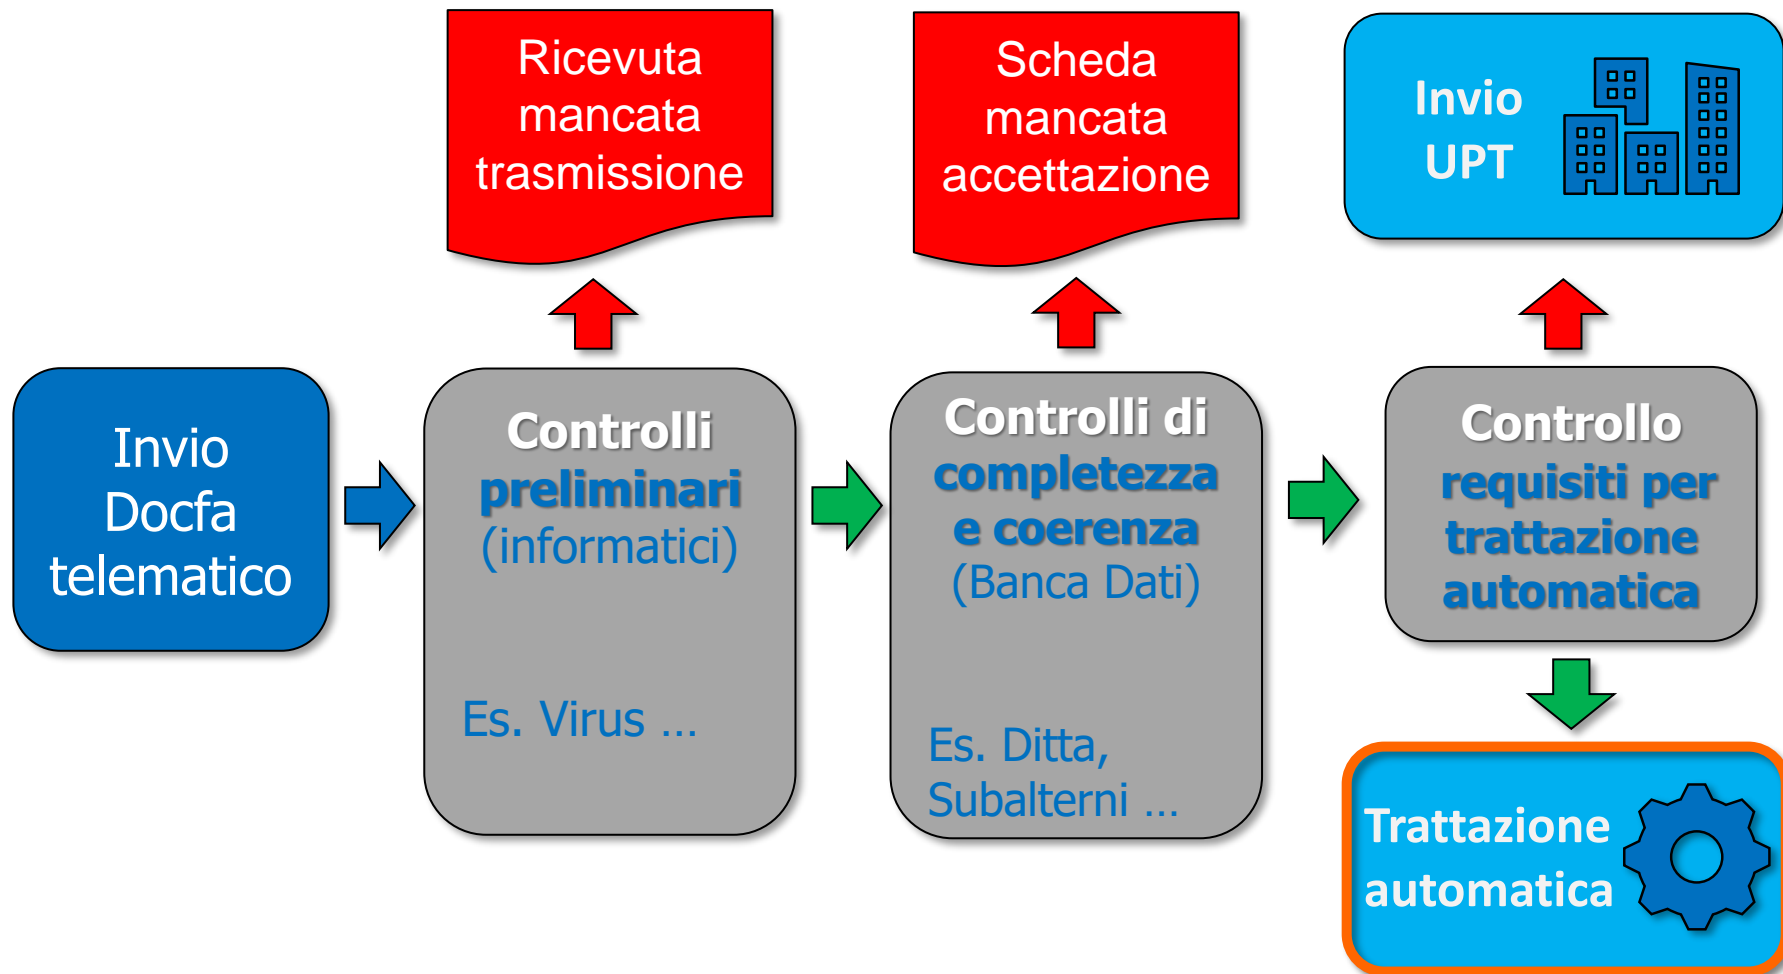 Ricevuta
mancata
trasmissione
Scheda
mancata
accettazione
Invio
UPT
Invio
Docfa
telematico
Controlli
preliminari
(informatici)
Es. Virus ...
Controlli di
completezza
e coerenza
(Banca Dati)
Es. Ditta,
Subalterni ...
Controllo
requisiti per
trattazione
automatica
Trattazione
automatica